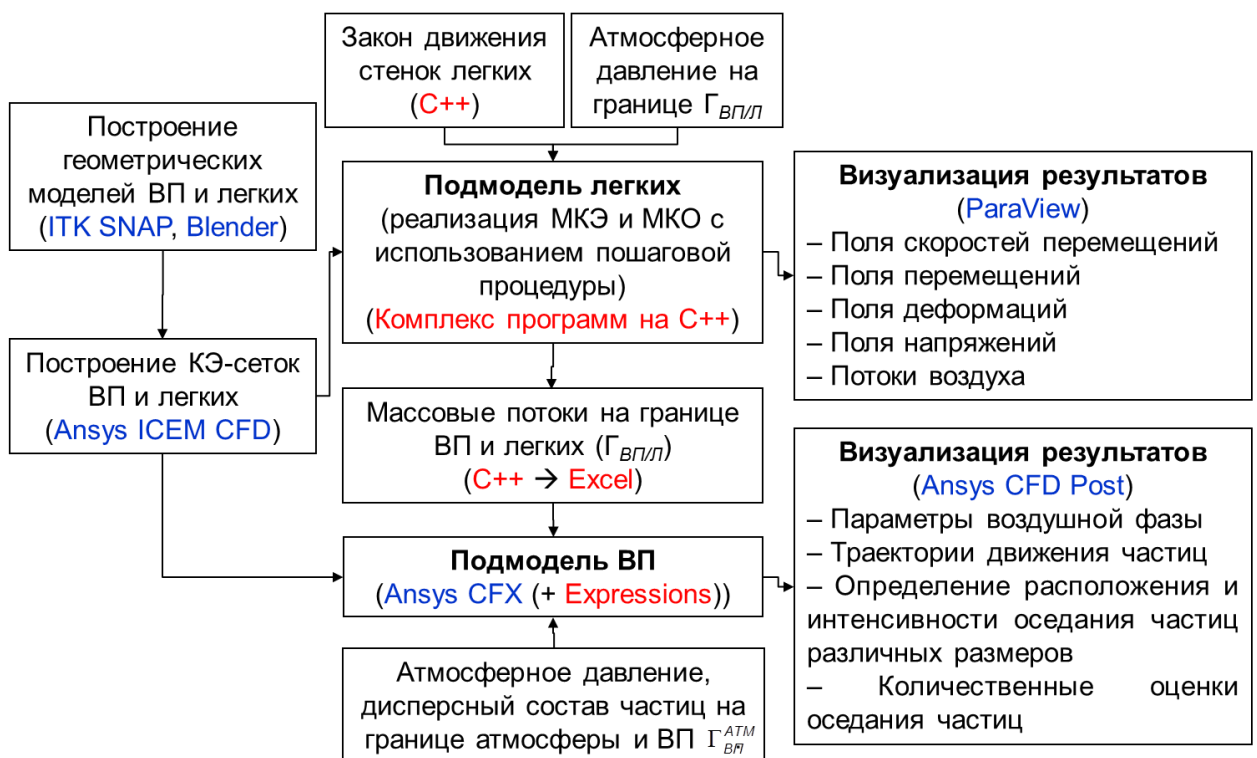 Закон движения
стенок легких
(C++)
Атмосферное
давление на
границе Γ_ВП/Л
Построение
геометрических
моделей ВП и легких
(ITK SNAP, Blender)
Подмодель легких
(реализация МКЭ и МКО с
использованием пошаговой
процедуры)
(Комплекс программ на C++)
Визуализация результатов
(ParaView)
– Поля скоростей перемещений
– Поля перемещений
– Поля деформаций
– Поля напряжений
– Потоки воздуха
Построение КЭ-сеток
ВП и легких
(Ansys ICEM CFD)
Массовые потоки на границе
ВП и легких (Γ_ВП/Л)
(C++ → Excel)
Подмодель ВП
(Ansys CFX (+ Expressions))
Визуализация результатов
(Ansys CFD Post)
– Параметры воздушной фазы
– Траектории движения частиц
– Определение расположения и
интенсивности оседания частиц
различных размеров
– Количественные оценки
оседания частиц
Атмосферное давление,
дисперсный состав частиц на
границе атмосферы и ВП Γ_ВП^АТМ